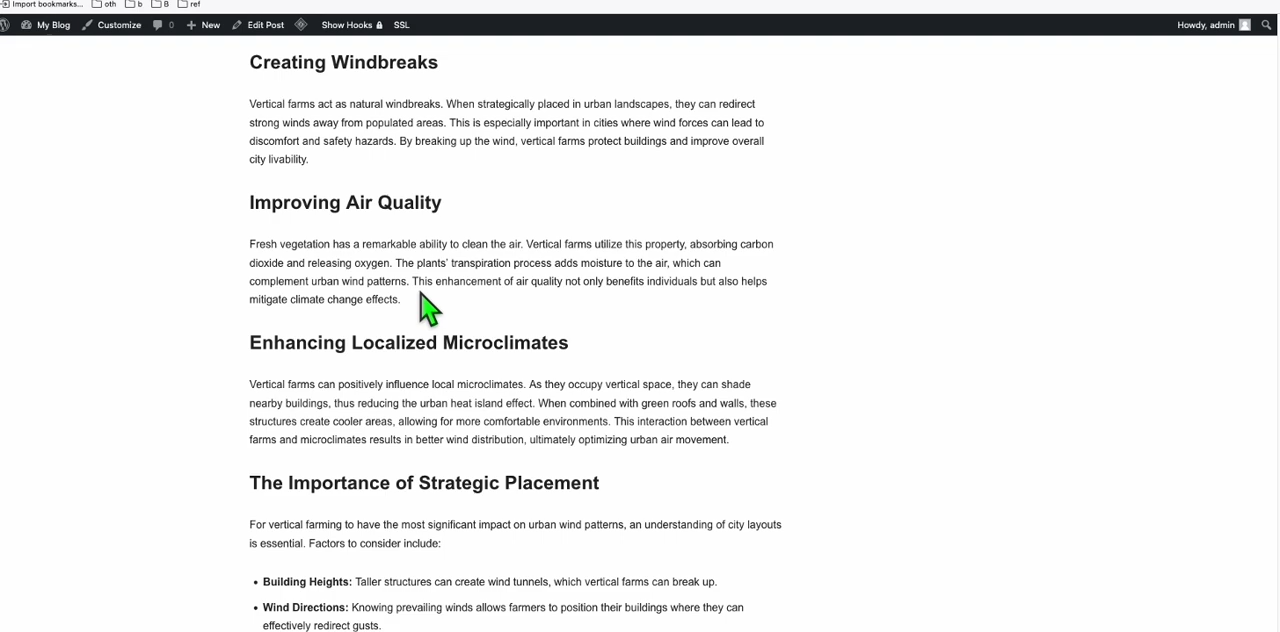 Import bookmarks... oth b B ref
My Blog Customize 0 New Edit Post Show Hooks SSL Howdy, admin
Creating Windbreaks
Vertical farms act as natural windbreaks. When strategically placed in urban landscapes, they can redirect
strong winds away from populated areas. This is especially important in cities where wind forces can lead to
discomfort and safety hazards. By breaking up the wind, vertical farms protect buildings and improve overall
city livability.
Improving Air Quality
Fresh vegetation has a remarkable ability to clean the air. Vertical farms utilize this property, absorbing carbon
dioxide and releasing oxygen. The plants' transpiration process adds moisture to the air, which can
complement urban wind patterns. This enhancement of air quality not only benefits individuals but also helps
mitigate climate change effects.
Enhancing Localized Microclimates
Vertical farms can positively influence local microclimates. As they occupy vertical space, they can shade
nearby buildings, thus reducing the urban heat island effect. When combined with green roofs and walls, these
structures create cooler areas, allowing for more comfortable environments. This interaction between vertical
farms and microclimates results in better wind distribution, ultimately optimizing urban air movement.
The Importance of Strategic Placement
For vertical farming to have the most significant impact on urban wind patterns, an understanding of city layouts
is essential. Factors to consider include:
• Building Heights: Taller structures can create wind tunnels, which vertical farms can break up.
• Wind Directions: Knowing prevailing winds allows farmers to position their buildings where they can
effectively redirect gusts.